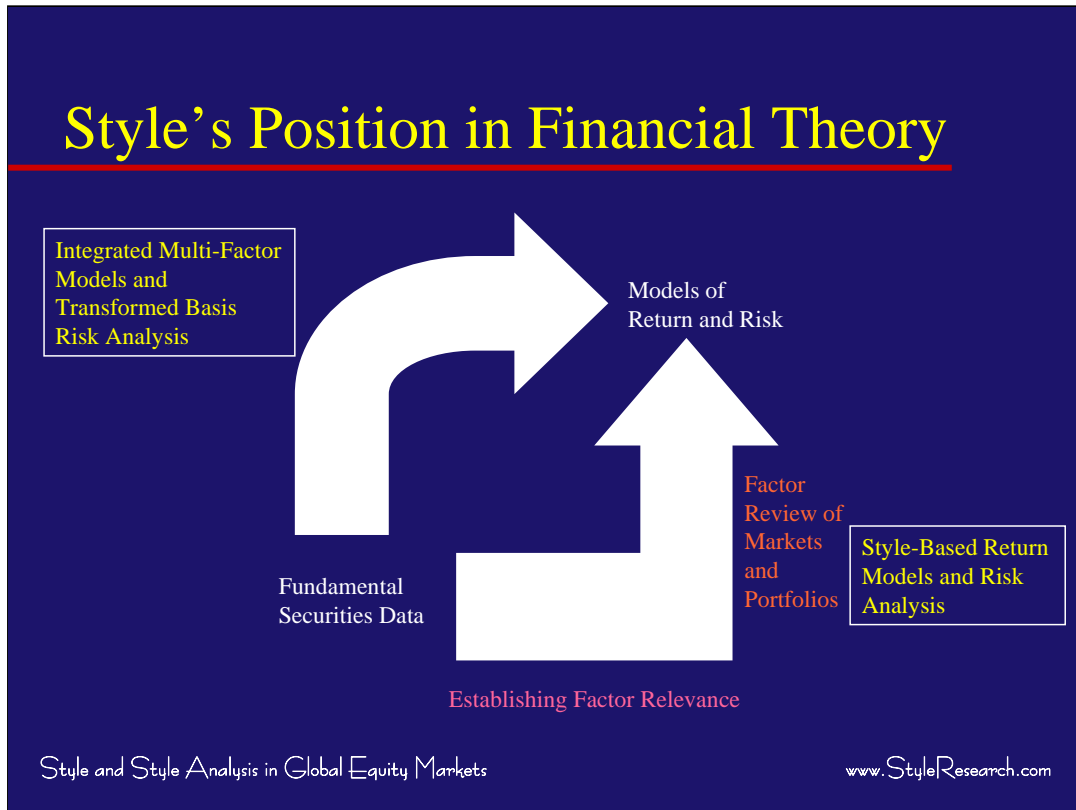 Style’s Position in Financial Theory
Integrated Multi-Factor
Models and
Transformed Basis
Risk Analysis
Models of
Return and Risk
Factor
Review of
Markets
and
Portfolios
Style-Based Return
Models and Risk
Analysis
Fundamental
Securities Data
Establishing Factor Relevance
Style and Style Analysis in Global Equity Markets
www.StyleResearch.com